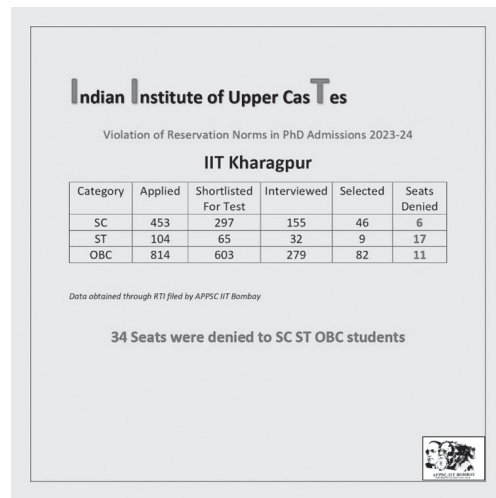 Indian Institute of Upper CasTes
Violation of Reservation Norms in PhD Admissions 2023-24
IIT Kharagpur
Category Applied Shortlisted For Test Interviewed Selected Seats Denied
SC 453 297 155 46 6
ST 104 65 32 9 17
OBC 814 603 279 82 11
Data obtained through RTI filed by APPSC IIT Bombay
34 Seats were denied to SC ST OBC students
APPSC, IIT BOMBAY